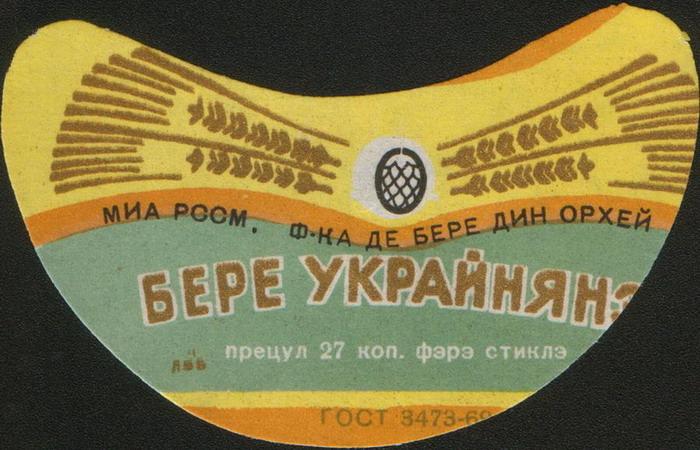 МИА РССМ. Ф-КА ДЕ БЕРЕ ДИН ОРХЕЙ
БЕРЕ УКРАЙНЯНЭ
прецул 27 коп. фэрэ стиклэ
ГОСТ 3473-69